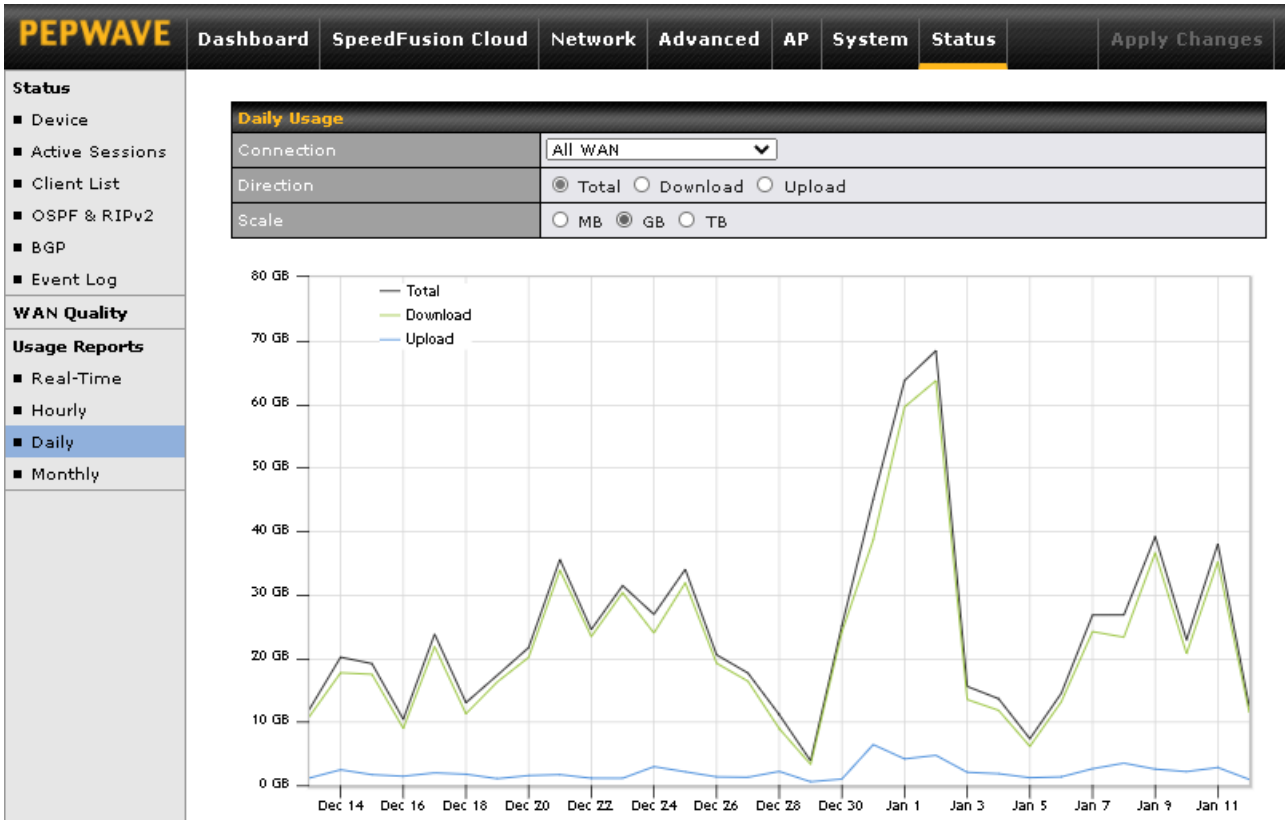 PEPWAVE
Dashboard
SpeedFusion Cloud
Network
Advanced
AP
System
Status
Apply Changes
Status
Device
Active Sessions
Client List
OSPF & RIPv2
BGP
Event Log
WAN Quality
Usage Reports
Real-Time
Hourly
Daily
Monthly
Daily Usage
Connection
All WAN
Direction
Total Download Upload
Scale
MB GB TB
80 GB
70 GB
60 GB
50 GB
40 GB
30 GB
20 GB
10 GB
0 GB
Total
Download
Upload
Dec 14 Dec 16 Dec 18 Dec 20 Dec 22 Dec 24 Dec 26 Dec 28 Dec 30 Jan 1 Jan 3 Jan 5 Jan 7 Jan 9 Jan 11